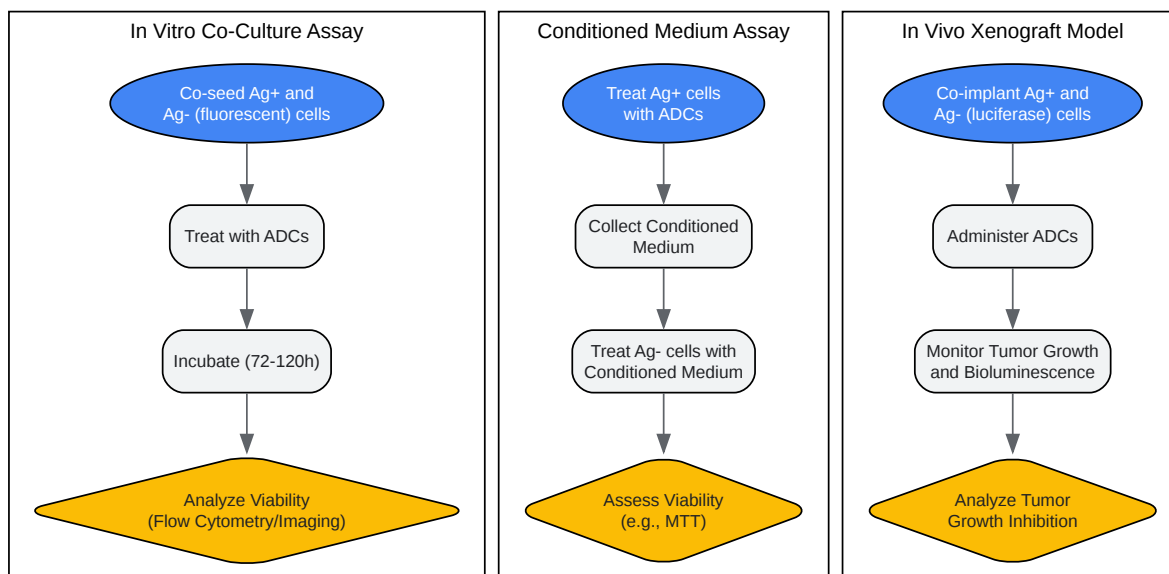 In Vitro Co-Culture Assay
Co-seed Ag+ and
Ag- (fluorescent) cells
Treat with ADCs
Incubate (72-120h)
Analyze Viability
(Flow Cytometry/Imaging)
Conditioned Medium Assay
Treat Ag+ cells
with ADCs
Collect Conditioned
Medium
Treat Ag- cells with
Conditioned Medium
Assess Viability
(e.g., MTT)
In Vivo Xenograft Model
Co-implant Ag+ and
Ag- (luciferase) cells
Administer ADCs
Monitor Tumor Growth
and Bioluminescence
Analyze Tumor
Growth Inhibition